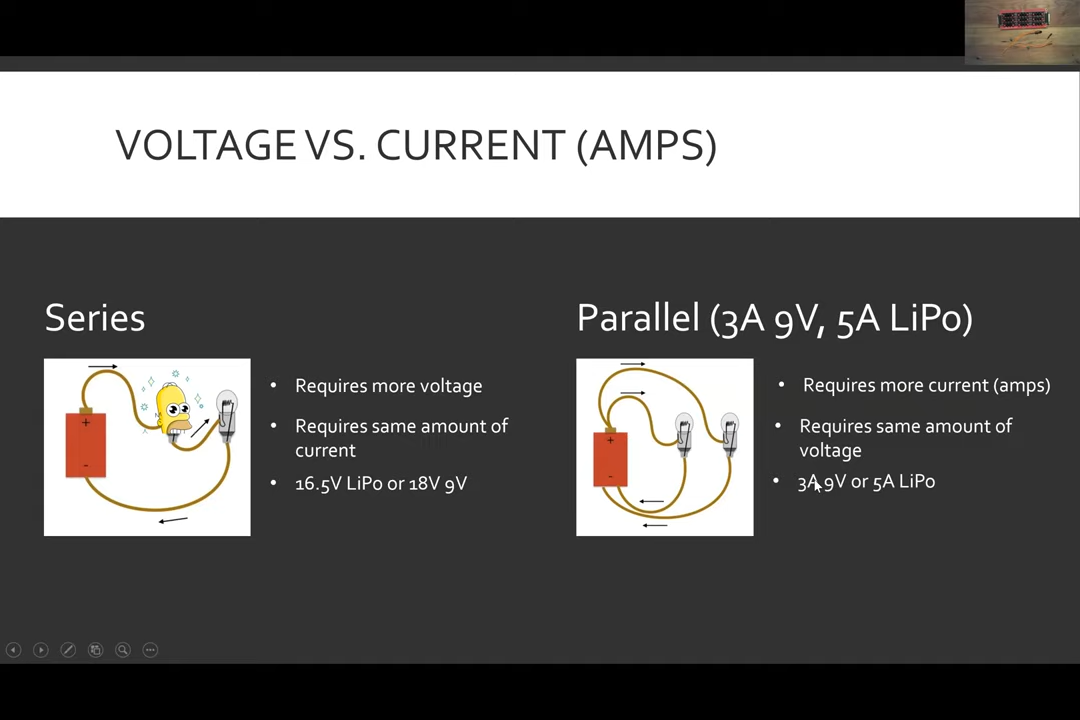 VOLTAGE VS. CURRENT (AMPS)
Series
+
-
• Requires more voltage
• Requires same amount of
current
• 16.5V LiPo or 18V 9V
Parallel (3A 9V, 5A LiPo)
+
-
• Requires more current (amps)
• Requires same amount of
voltage
• 3A 9V or 5A LiPo